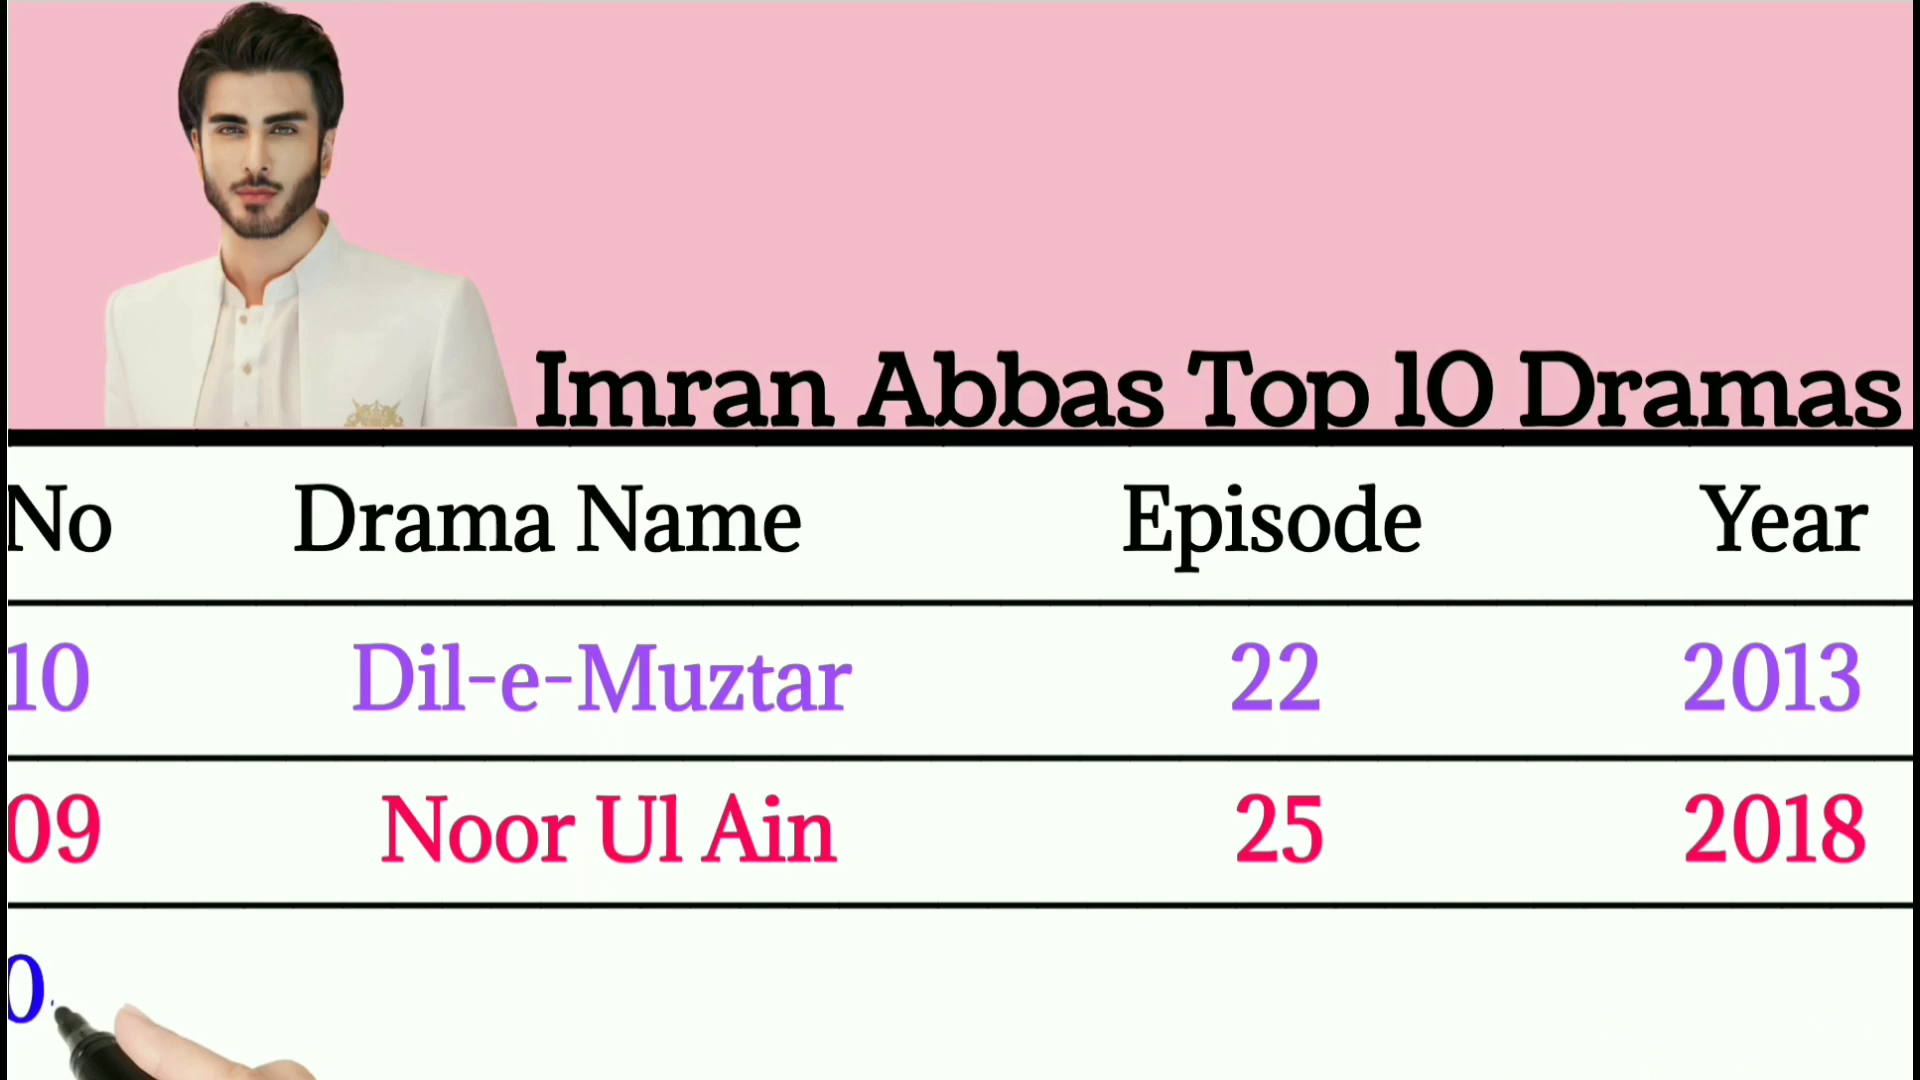 Imran Abbas Top 10 Dramas
No Drama Name Episode Year
10 Dil-e-Muztar 22 2013
09 Noor Ul Ain 25 2018
0